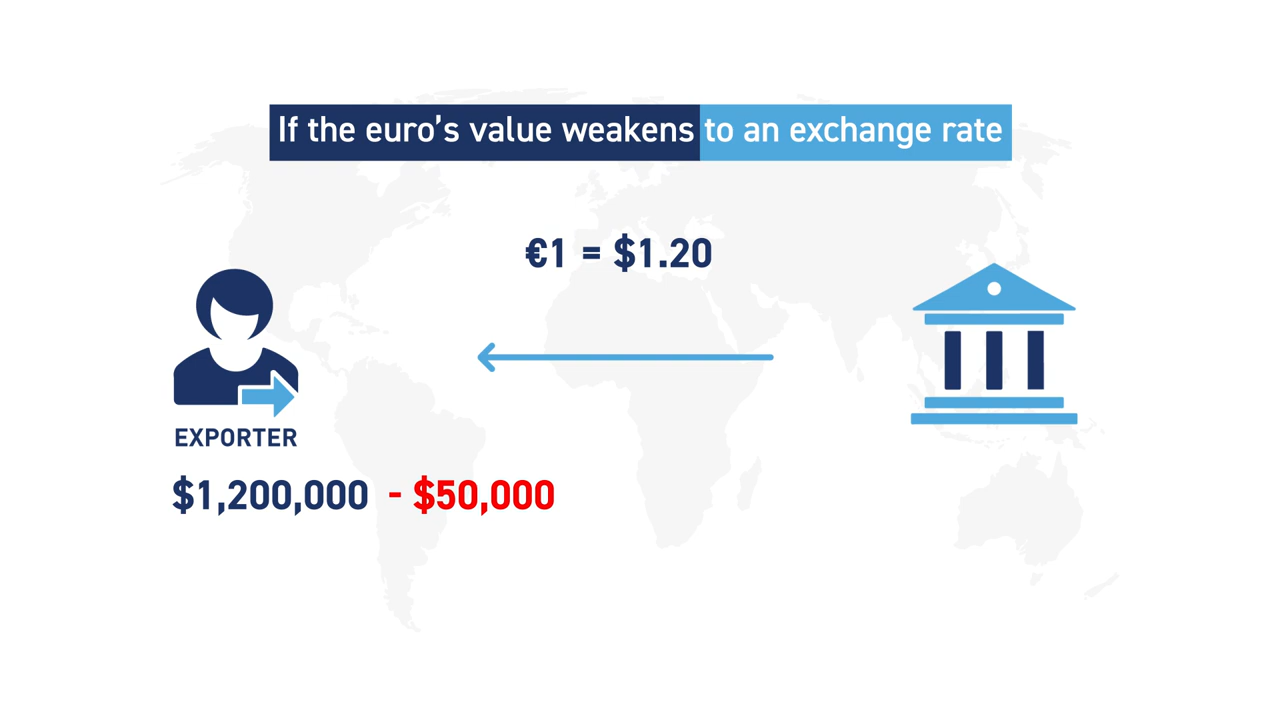 If the euro's value weakens to an exchange rate
€1 = $1.20
EXPORTER
$1,200,000 - $50,000